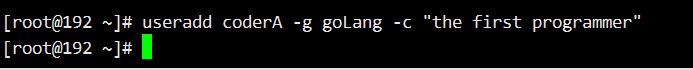 [root@192 ~]# useradd coderA -g goLang -c "the first programmer"
[root@192 ~]#